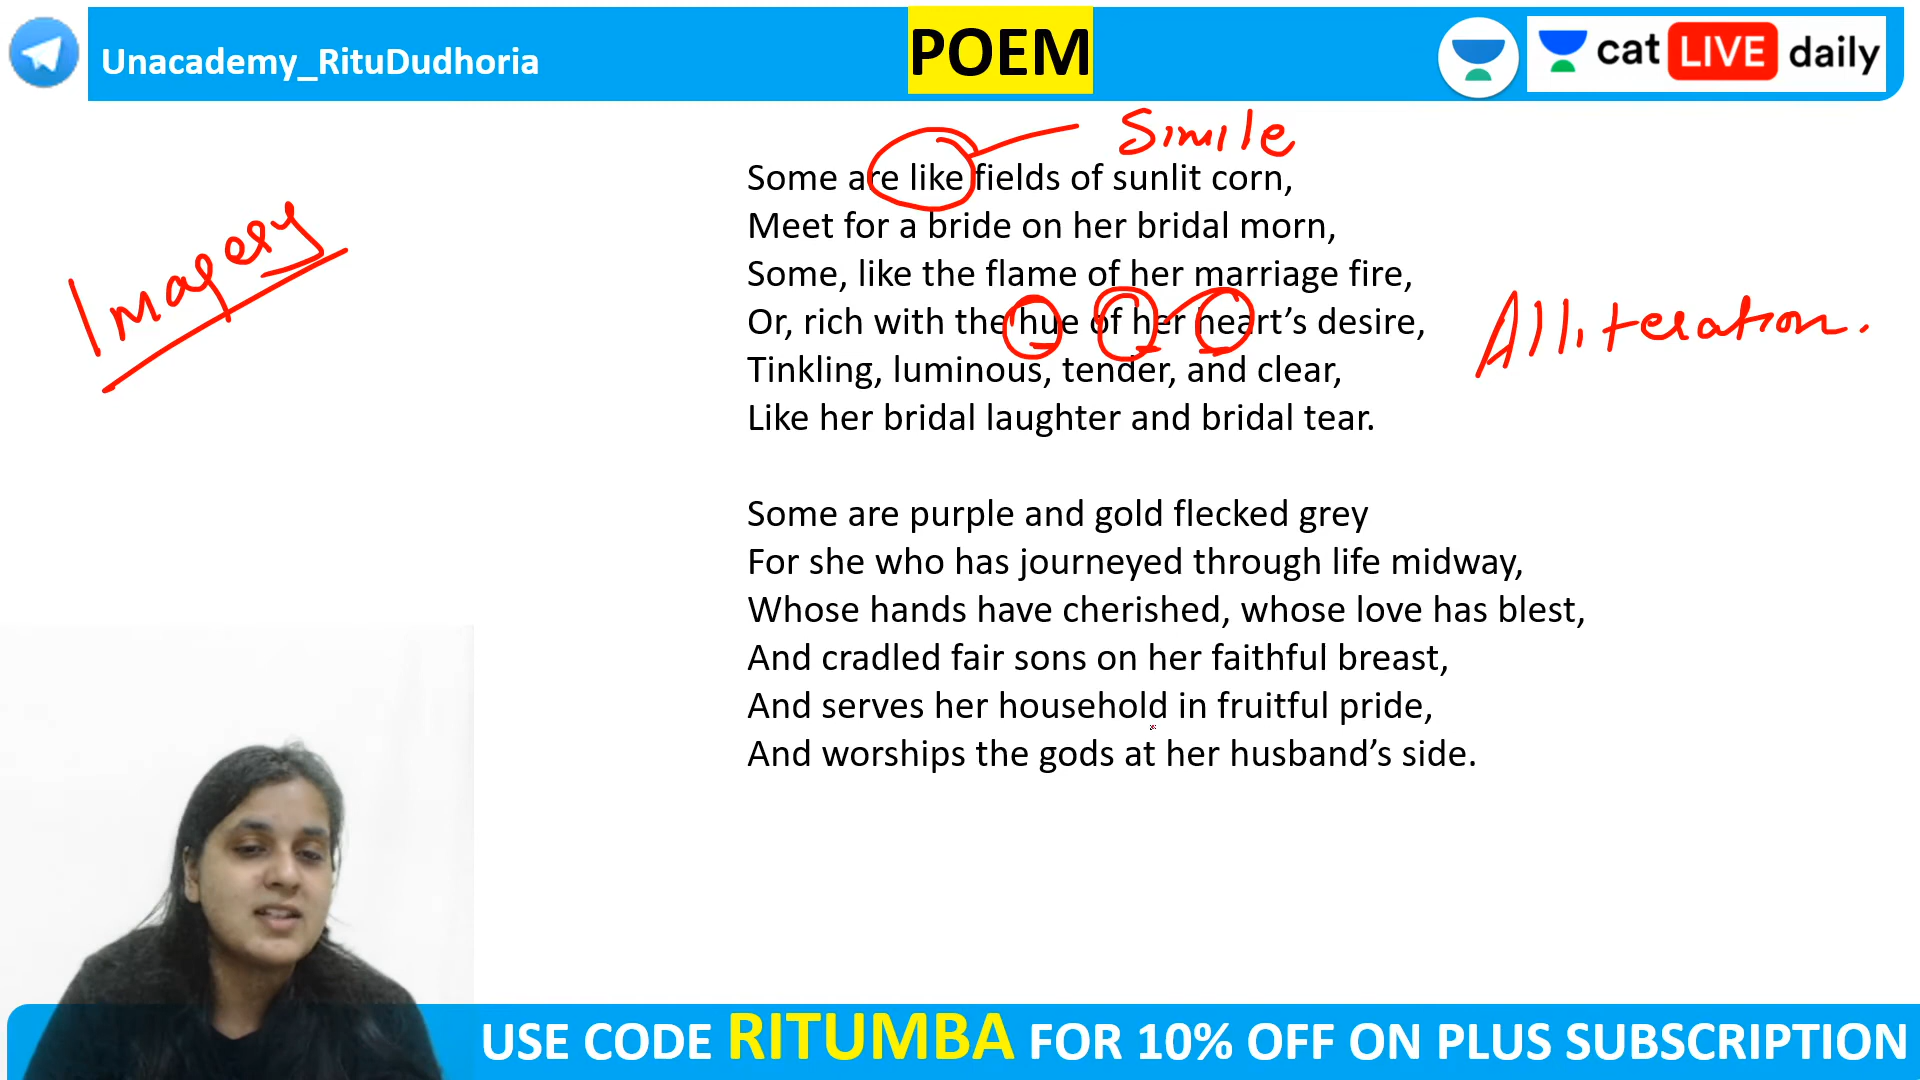 Unacademy_RituDudhoria
POEM
cat LIVE daily
Simile
Some are like fields of sunlit corn,
Meet for a bride on her bridal morn,
Some, like the flame of her marriage fire,
Or, rich with the hue of her heart’s desire,
Tinkling, luminous, tender, and clear,
Like her bridal laughter and bridal tear.
Imagery
Alliteration.
Some are purple and gold flecked grey
For she who has journeyed through life midway,
Whose hands have cherished, whose love has blest,
And cradled fair sons on her faithful breast,
And serves her household in fruitful pride,
And worships the gods at her husband’s side.
USE CODE RITUMBA FOR 10% OFF ON PLUS SUBSCRIPTION